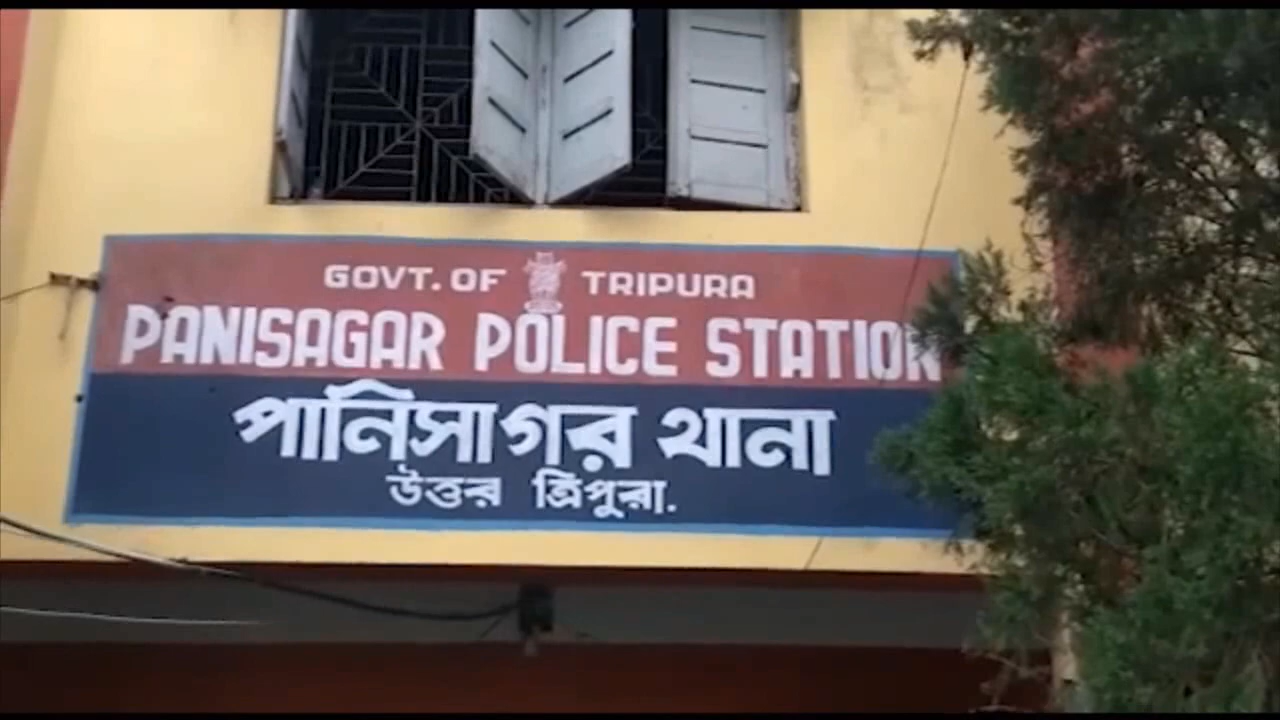 GOVT. OF TRIPURA
PANISAGAR POLICE STATION
পানিসাগর থানা
উত্তর ত্রিপুরা.